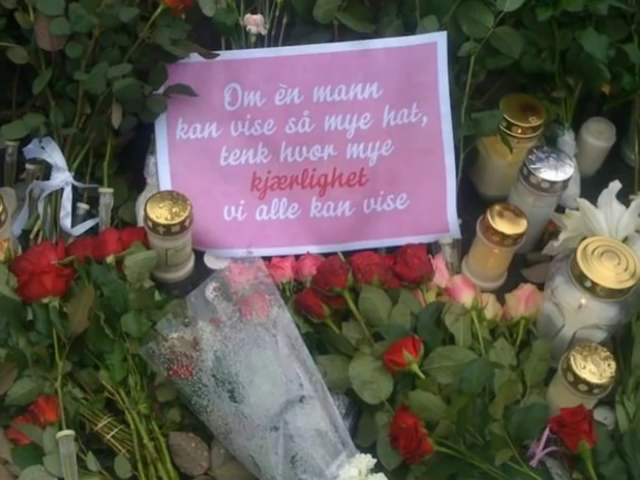 Om èn mann
kan vise så mye hat,
tenk hvor mye
kjærlighet
vi alle kan vise